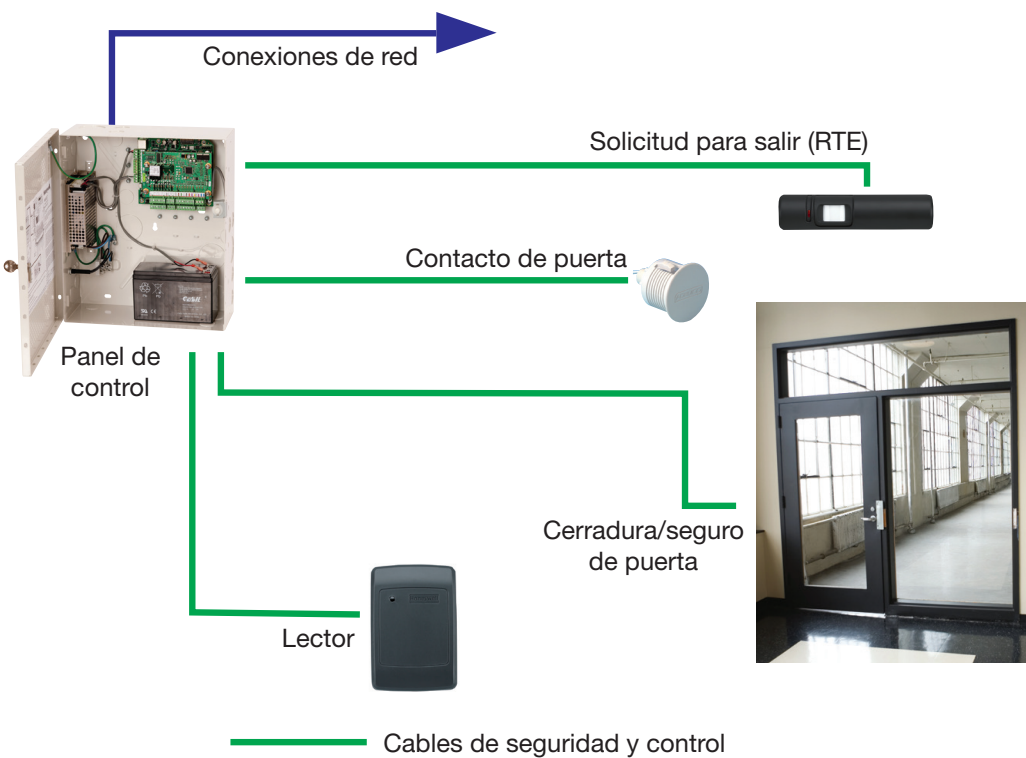 Conexiones de red
Solicitud para salir (RTE)
Contacto de puerta
Panel de
control
Cerradura/seguro
de puerta
Lector
Cables de seguridad y control